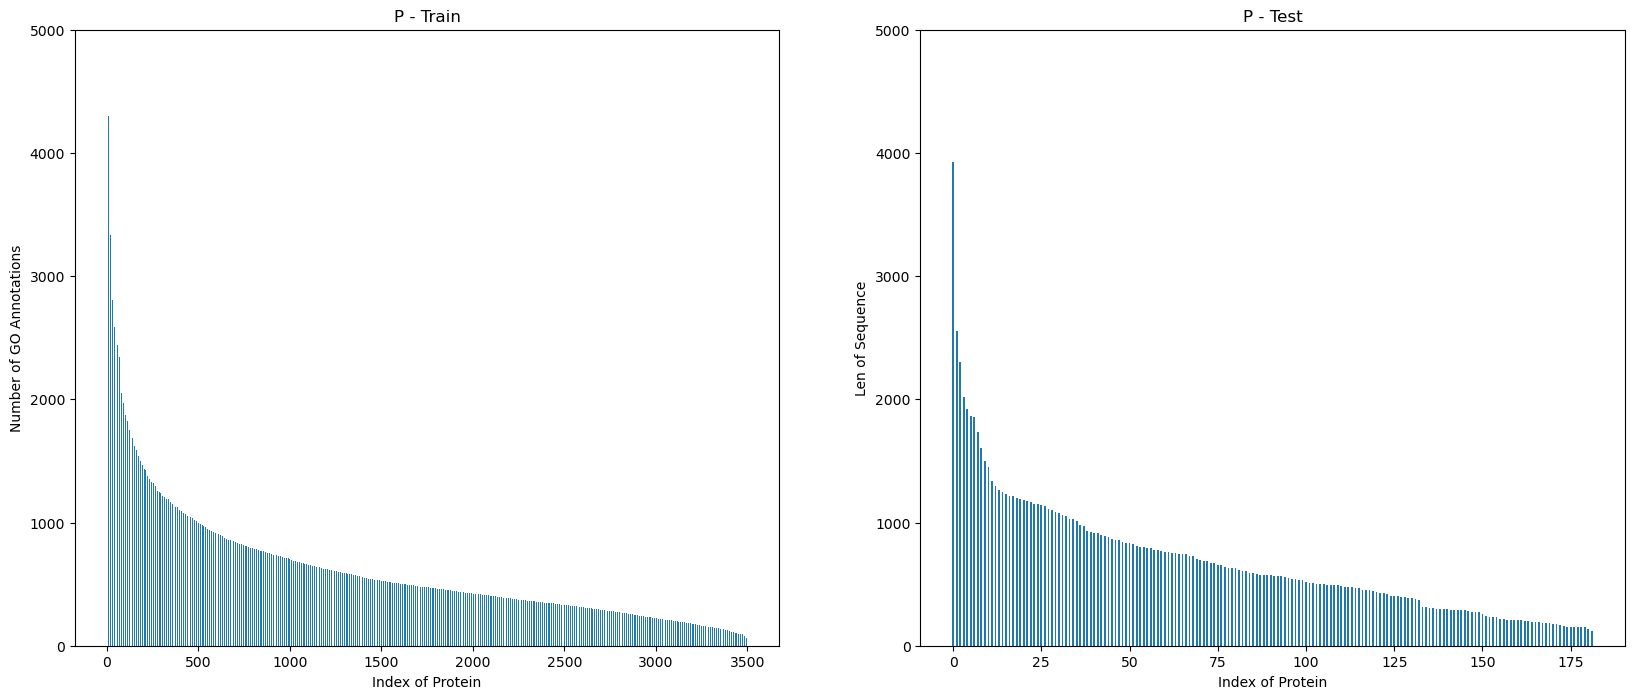 P - Train
5000
4000
3000
2000
1000
0
Number of GO Annotations
0 500 1000 1500 2000 2500 3000 3500
Index of Protein
P - Test
5000
4000
3000
2000
1000
0
Len of Sequence
0 25 50 75 100 125 150 175
Index of Protein